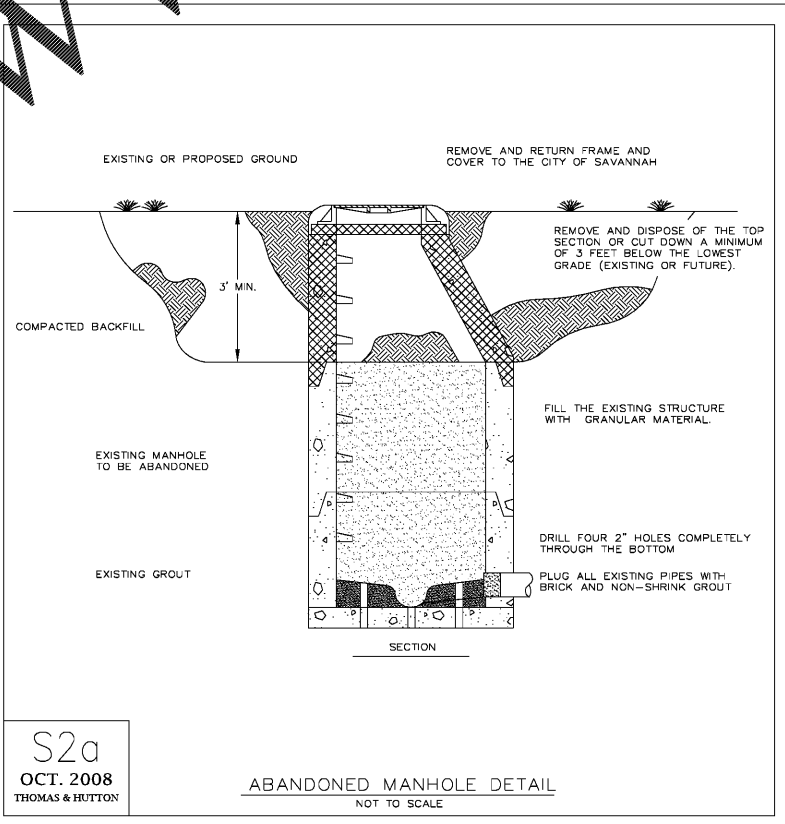 EXISTING OR PROPOSED GROUND
REMOVE AND RETURN FRAME AND
COVER TO THE CITY OF SAVANNAH
REMOVE AND DISPOSE OF THE TOP
SECTION OR CUT DOWN A MINIMUM
OF 3 FEET BELOW THE LOWEST
GRADE (EXISTING OR FUTURE).
3' MIN.
COMPACTED BACKFILL
FILL THE EXISTING STRUCTURE
WITH GRANULAR MATERIAL.
EXISTING MANHOLE
TO BE ABANDONED
DRILL FOUR 2" HOLES COMPLETELY
THROUGH THE BOTTOM
EXISTING GROUT
PLUG ALL EXISTING PIPES WITH
BRICK AND NON-SHRINK GROUT
SECTION
S2a
OCT. 2008
THOMAS & HUTTON
ABANDONED MANHOLE DETAIL
NOT TO SCALE